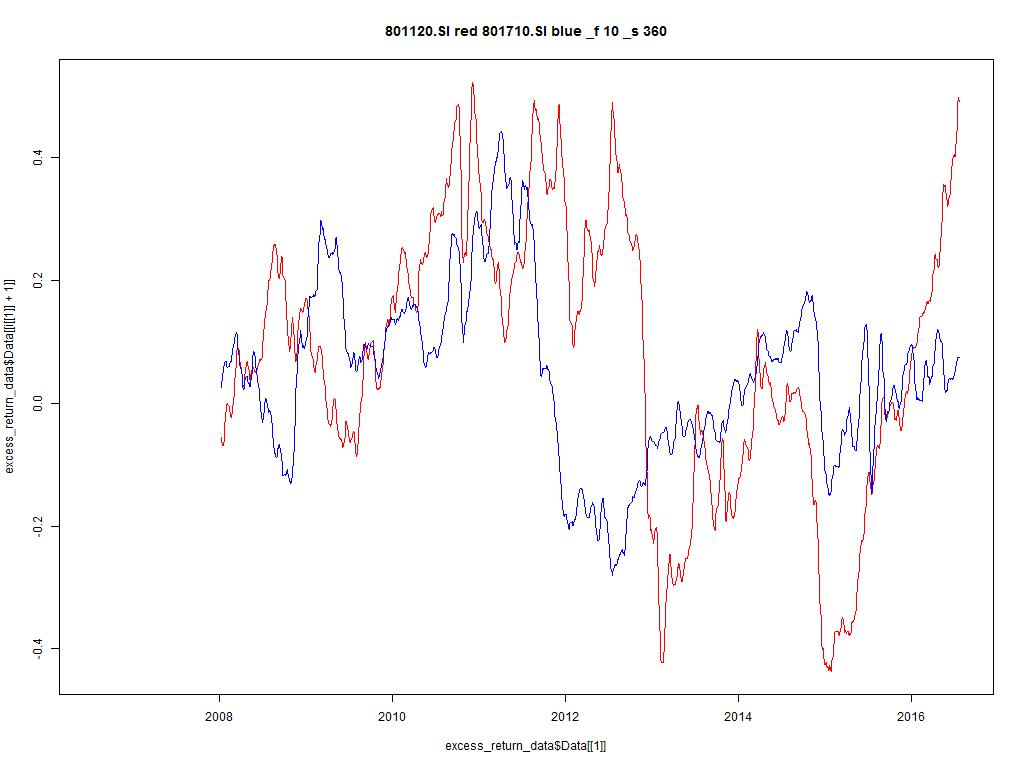 801120.SI red 801710.SI blue _f 10 _s 360
excess_return_data$Data[[i[[1]] + 1]]
0.4
0.2
0.0
-0.2
-0.4
2008 2010 2012 2014 2016
excess_return_data$Data[[1]]